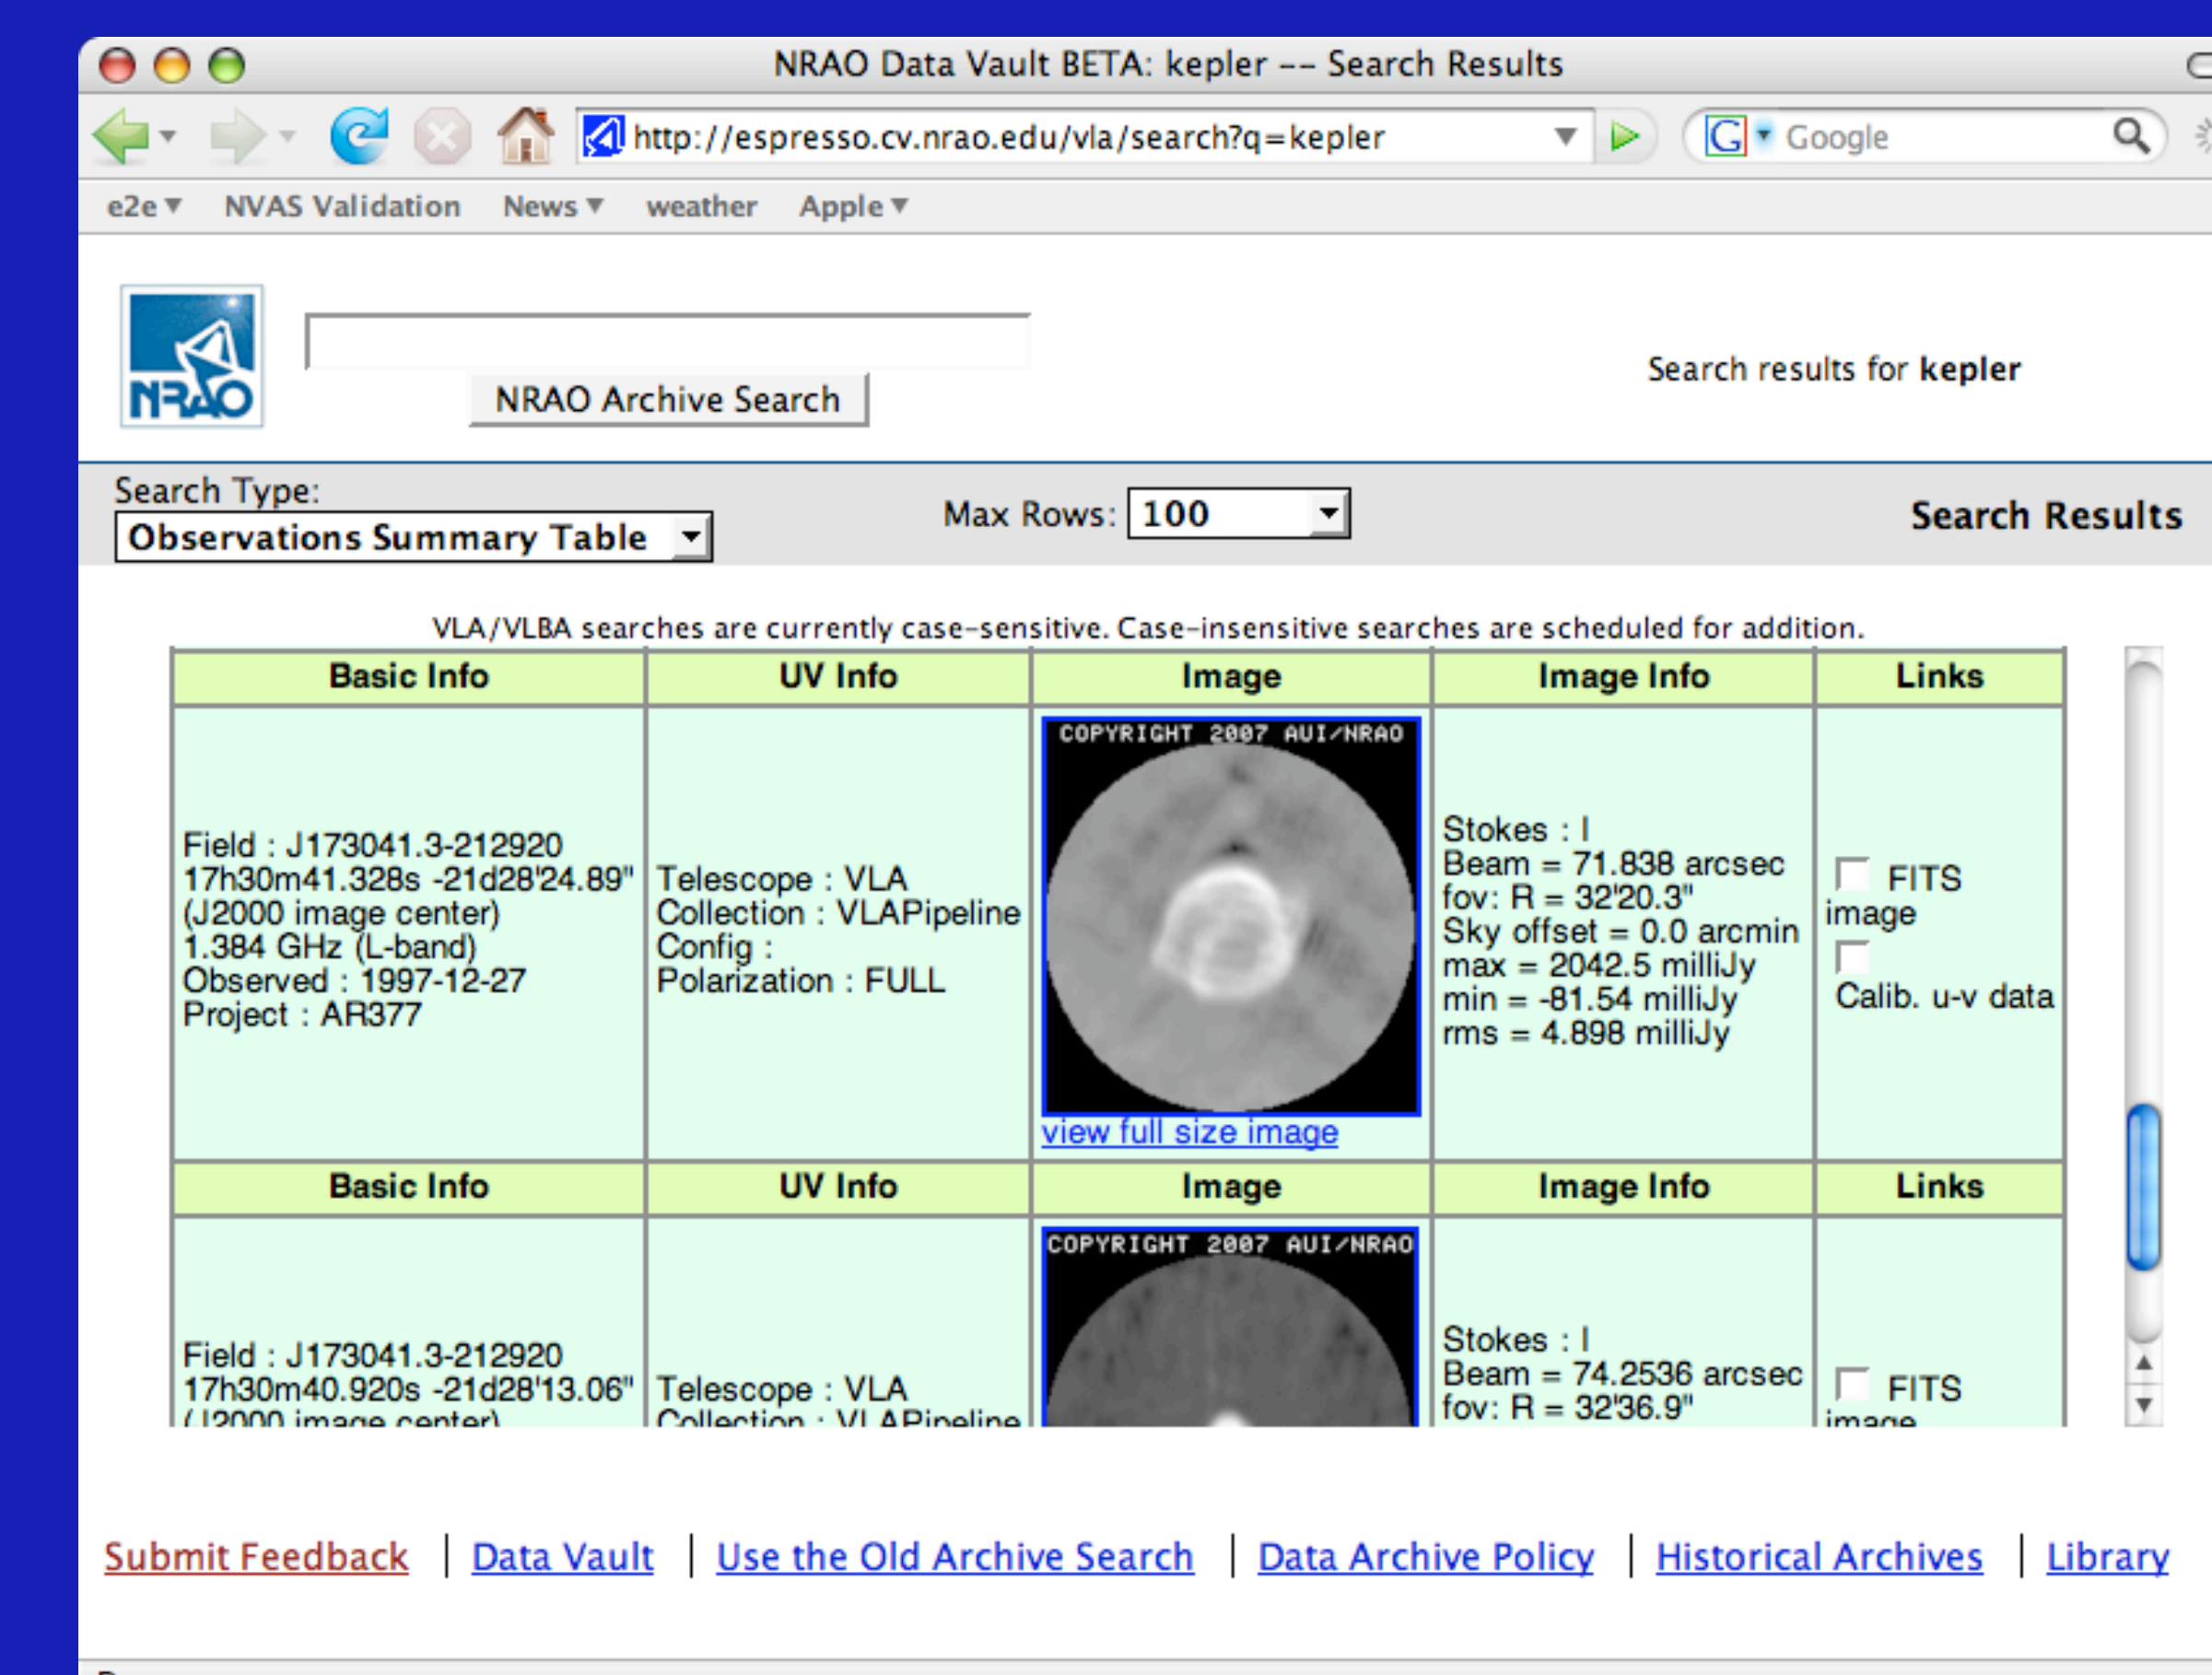 NRAO Data Vault BETA: kepler -- Search Results
http://espresso.cv.nrao.edu/vla/search?q=kepler
G Google
e2e NVAS Validation News weather Apple
NRAO
NRAO Archive Search
Search results for kepler
Search Type:
Observations Summary Table
Max Rows: 100
Search Results
VLA/VLBA searches are currently case-sensitive. Case-insensitive searches are scheduled for addition.
Basic Info UV Info Image Image Info Links
Field : J173041.3-212920
17h30m41.328s -21d28'24.89"
(J2000 image center)
1.384 GHz (L-band)
Observed : 1997-12-27
Project : AR377
Telescope : VLA
Collection : VLAPipeline
Config :
Polarization : FULL
COPYRIGHT 2007 AUI/NRAO
view full size image
Stokes : I
Beam = 71.838 arcsec
fov: R = 32'20.3"
Sky offset = 0.0 arcmin
max = 2042.5 milliJy
min = -81.54 milliJy
rms = 4.898 milliJy
FITS
image
Calib. u-v data
Basic Info UV Info Image Image Info Links
Field : J173041.3-212920
17h30m40.920s -21d28'13.06"
(J2000 image center)
Telescope : VLA
Collection : VLAPipeline
COPYRIGHT 2007 AUI/NRAO
Stokes : I
Beam = 74.2536 arcsec
fov: R = 32'36.9"
FITS
image
Submit Feedback | Data Vault | Use the Old Archive Search | Data Archive Policy | Historical Archives | Library